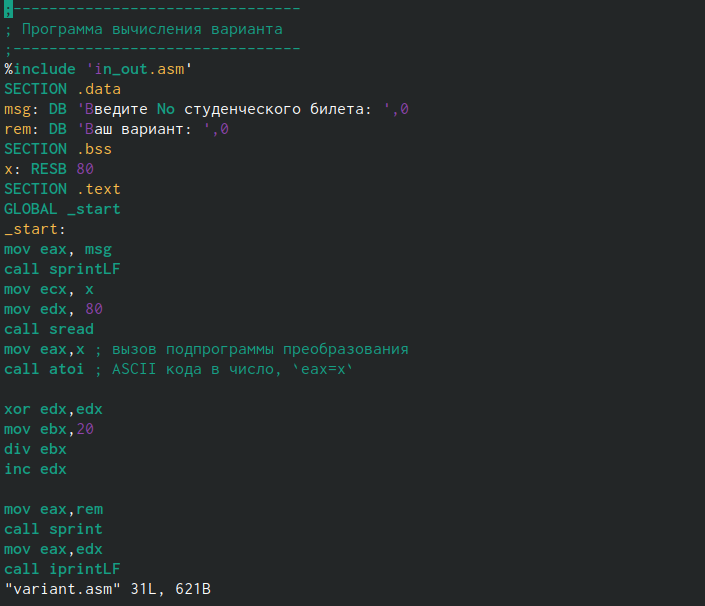 ;--------------------------------
; Программа вычисления варианта
;--------------------------------
%include 'in_out.asm'
SECTION .data
msg: DB 'Введите No студенческого билета: ',0
rem: DB 'Ваш вариант: ',0
SECTION .bss
x: RESB 80
SECTION .text
GLOBAL _start
_start:
mov eax, msg
call sprintLF
mov ecx, x
mov edx, 80
call sread
mov eax,x ; вызов подпрограммы преобразования
call atoi ; ASCII кода в число, `eax=x`
xor edx,edx
mov ebx,20
div ebx
inc edx
mov eax,rem
call sprint
mov eax,edx
call iprintLF
"variant.asm" 31L, 621B